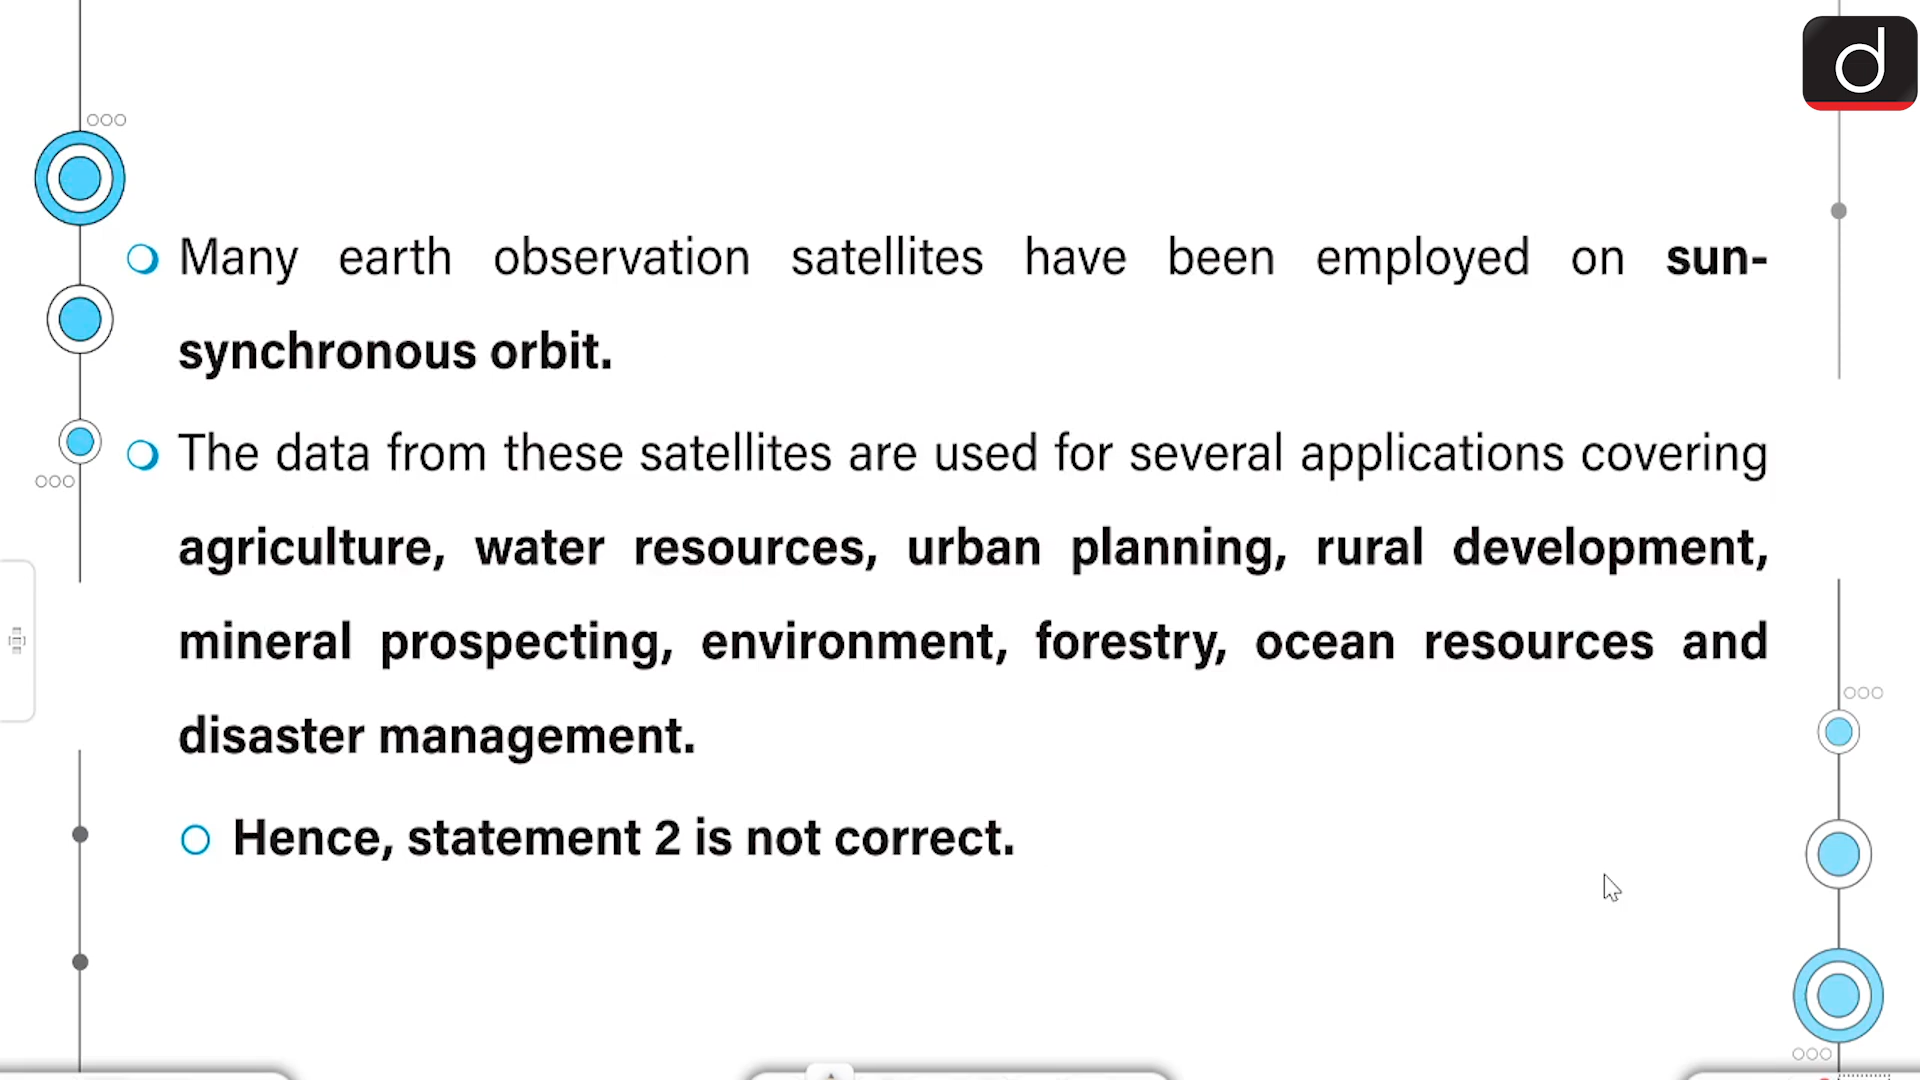 d
Many earth observation satellites have been employed on sun-
synchronous orbit.
The data from these satellites are used for several applications covering
agriculture, water resources, urban planning, rural development,
mineral prospecting, environment, forestry, ocean resources and
disaster management.
Hence, statement 2 is not correct.